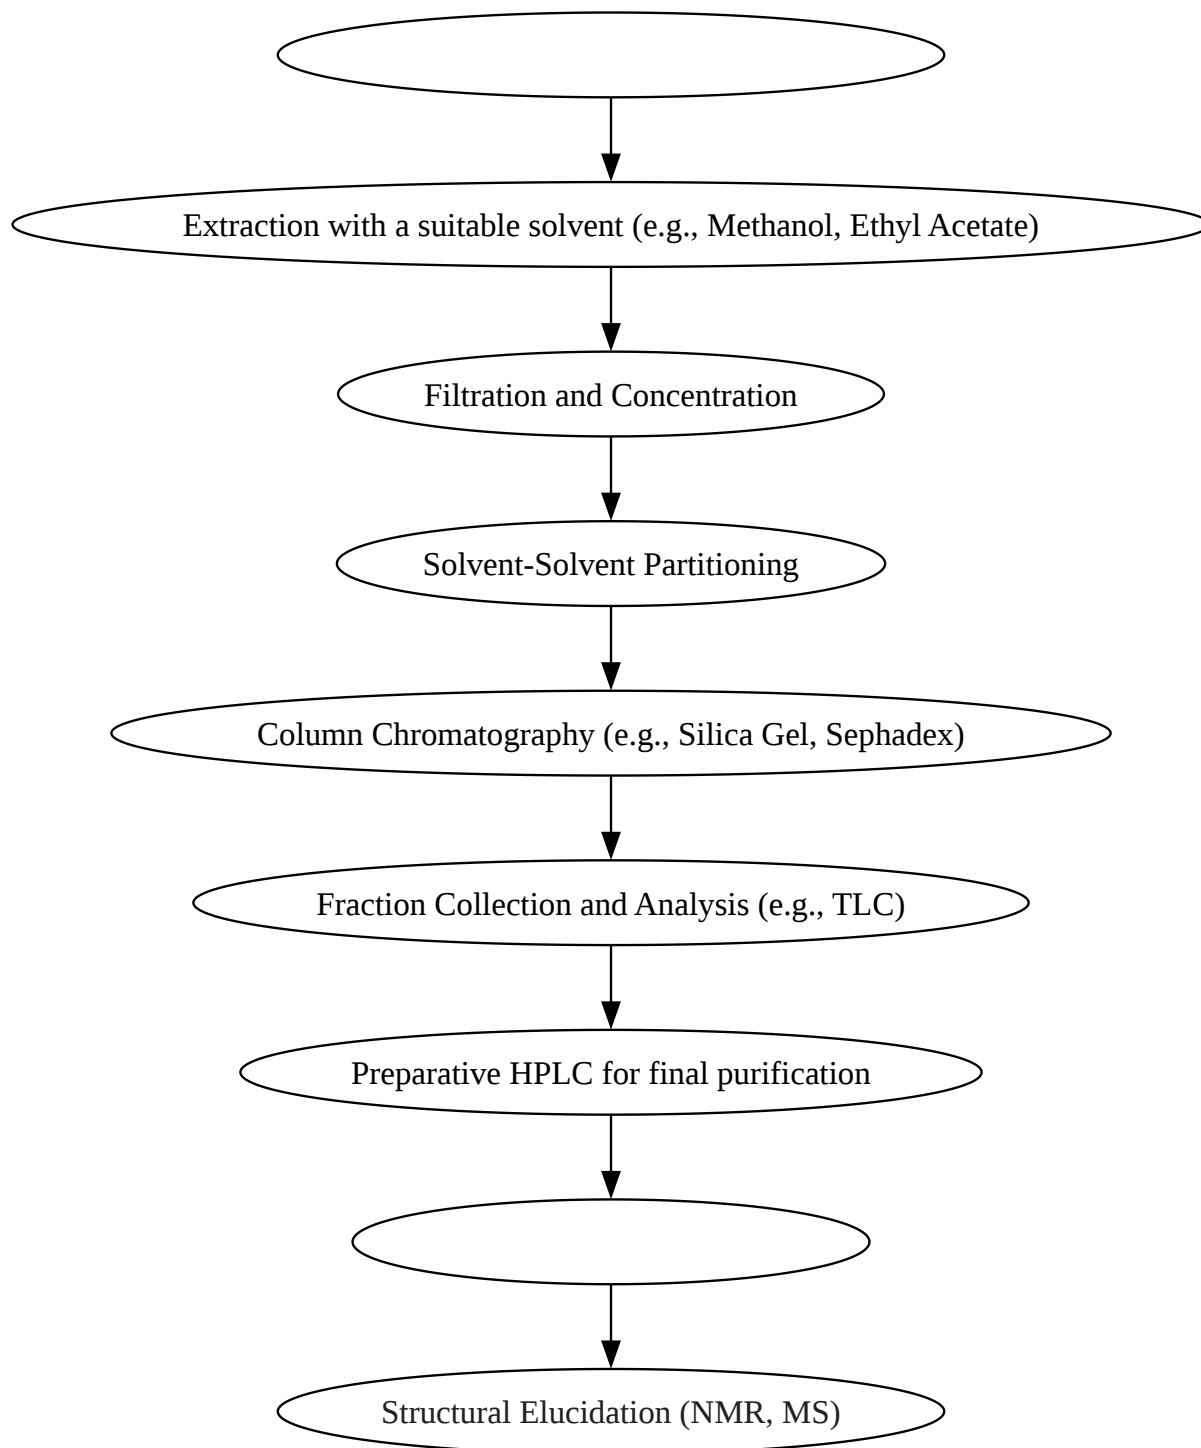 Extraction with a suitable solvent (e.g., Methanol, Ethyl Acetate)
Filtration and Concentration
Solvent-Solvent Partitioning
Column Chromatography (e.g., Silica Gel, Sephadex)
Fraction Collection and Analysis (e.g., TLC)
Preparative HPLC for final purification
Structural Elucidation (NMR, MS)